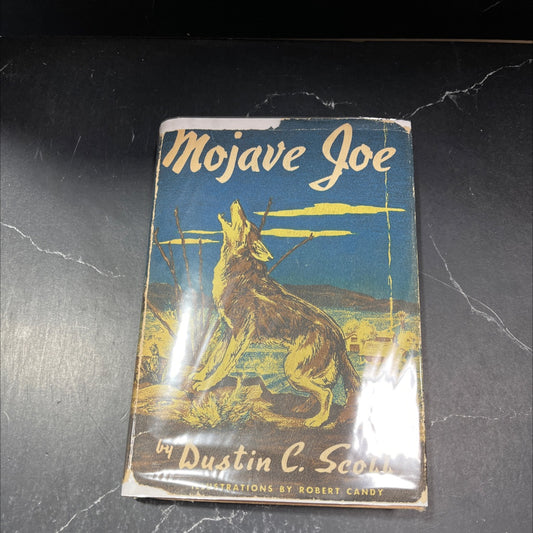 Mojave Joe
by Dustin C. Scott
ILLUSTRATIONS BY ROBERT CANDY